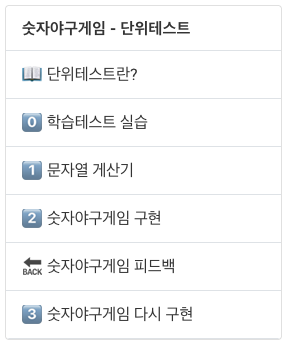 숫자야구게임 - 단위테스트
📖 단위테스트란?
0️⃣ 학습테스트 실습
1️⃣ 문자열 게산기
2️⃣ 숫자야구게임 구현
🔙 숫자야구게임 피드백
3️⃣ 숫자야구게임 다시 구현